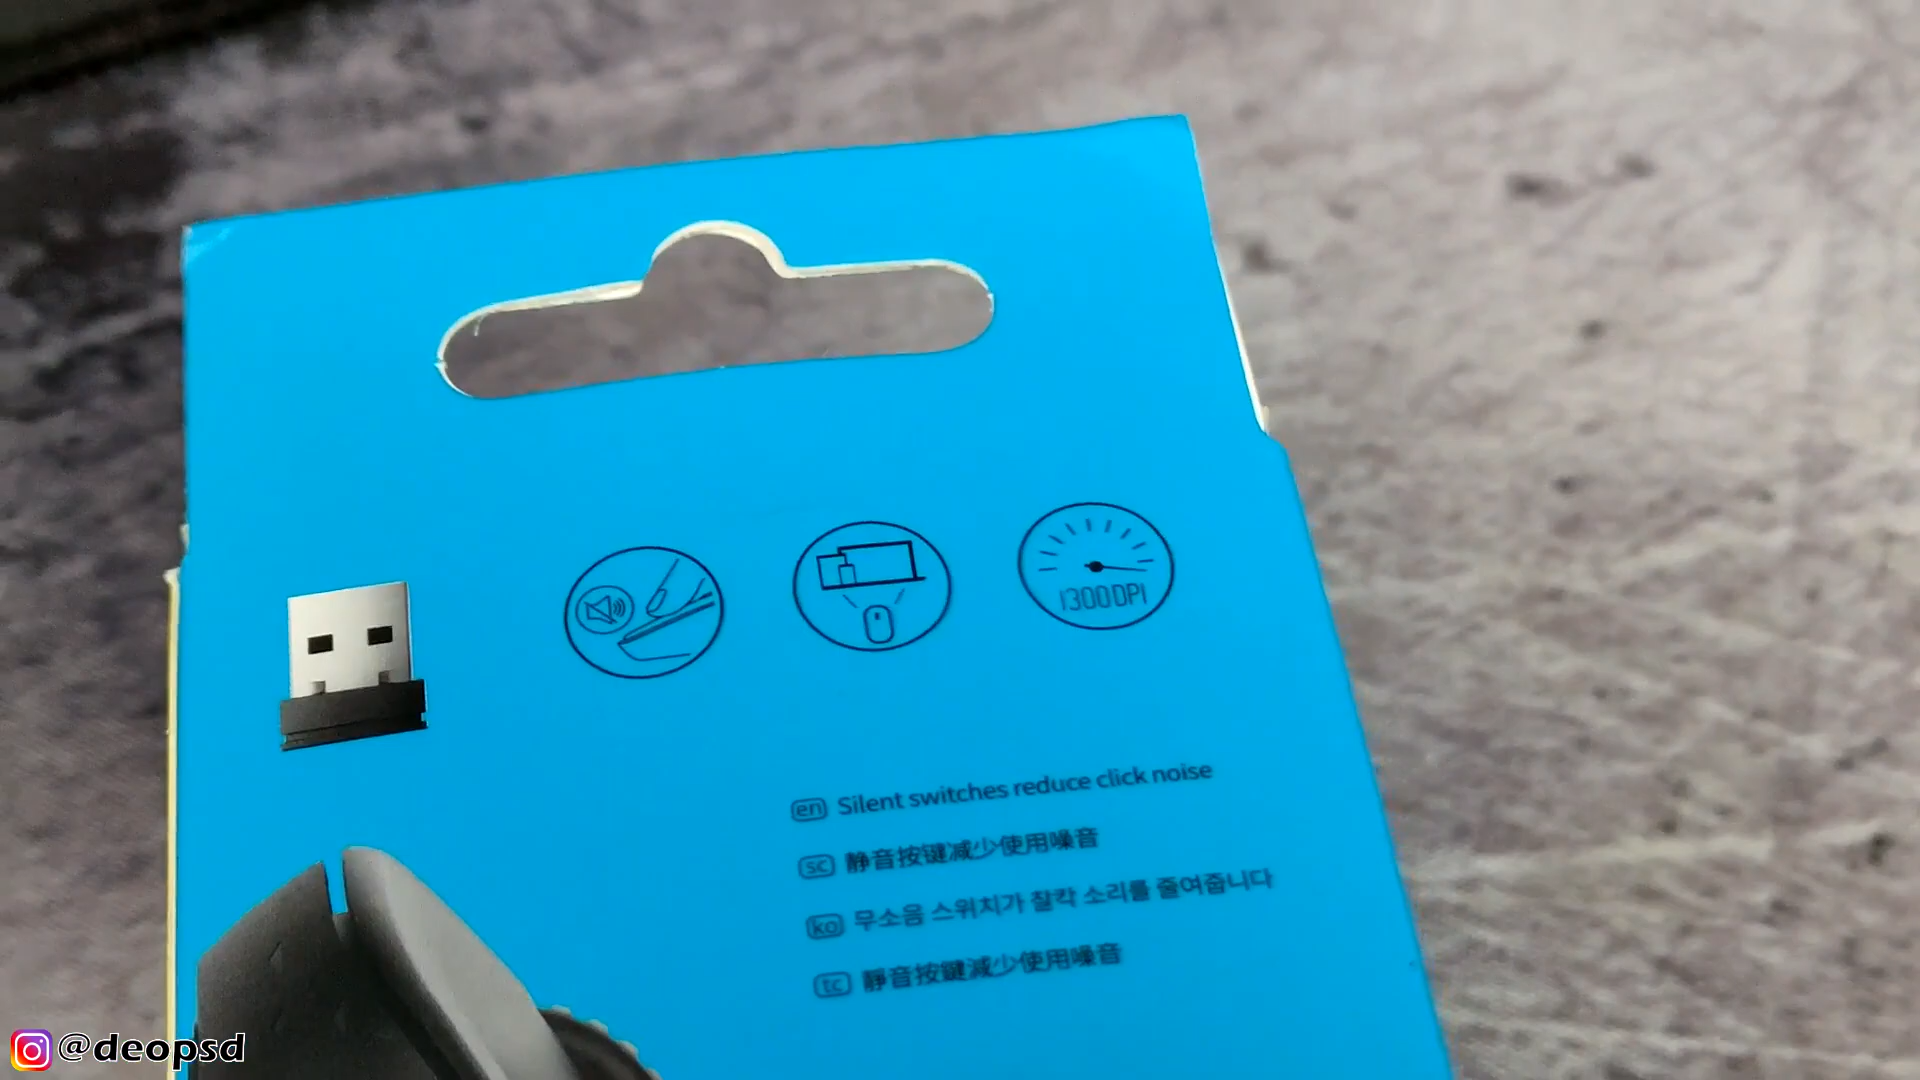 1300DPI
en Silent switches reduce click noise
sc 静音按键减少使用噪音
ko 무소음 스위치가 찰칵 소리를 줄여줍니다
tc 靜音按鍵減少使用噪音
@deopsd